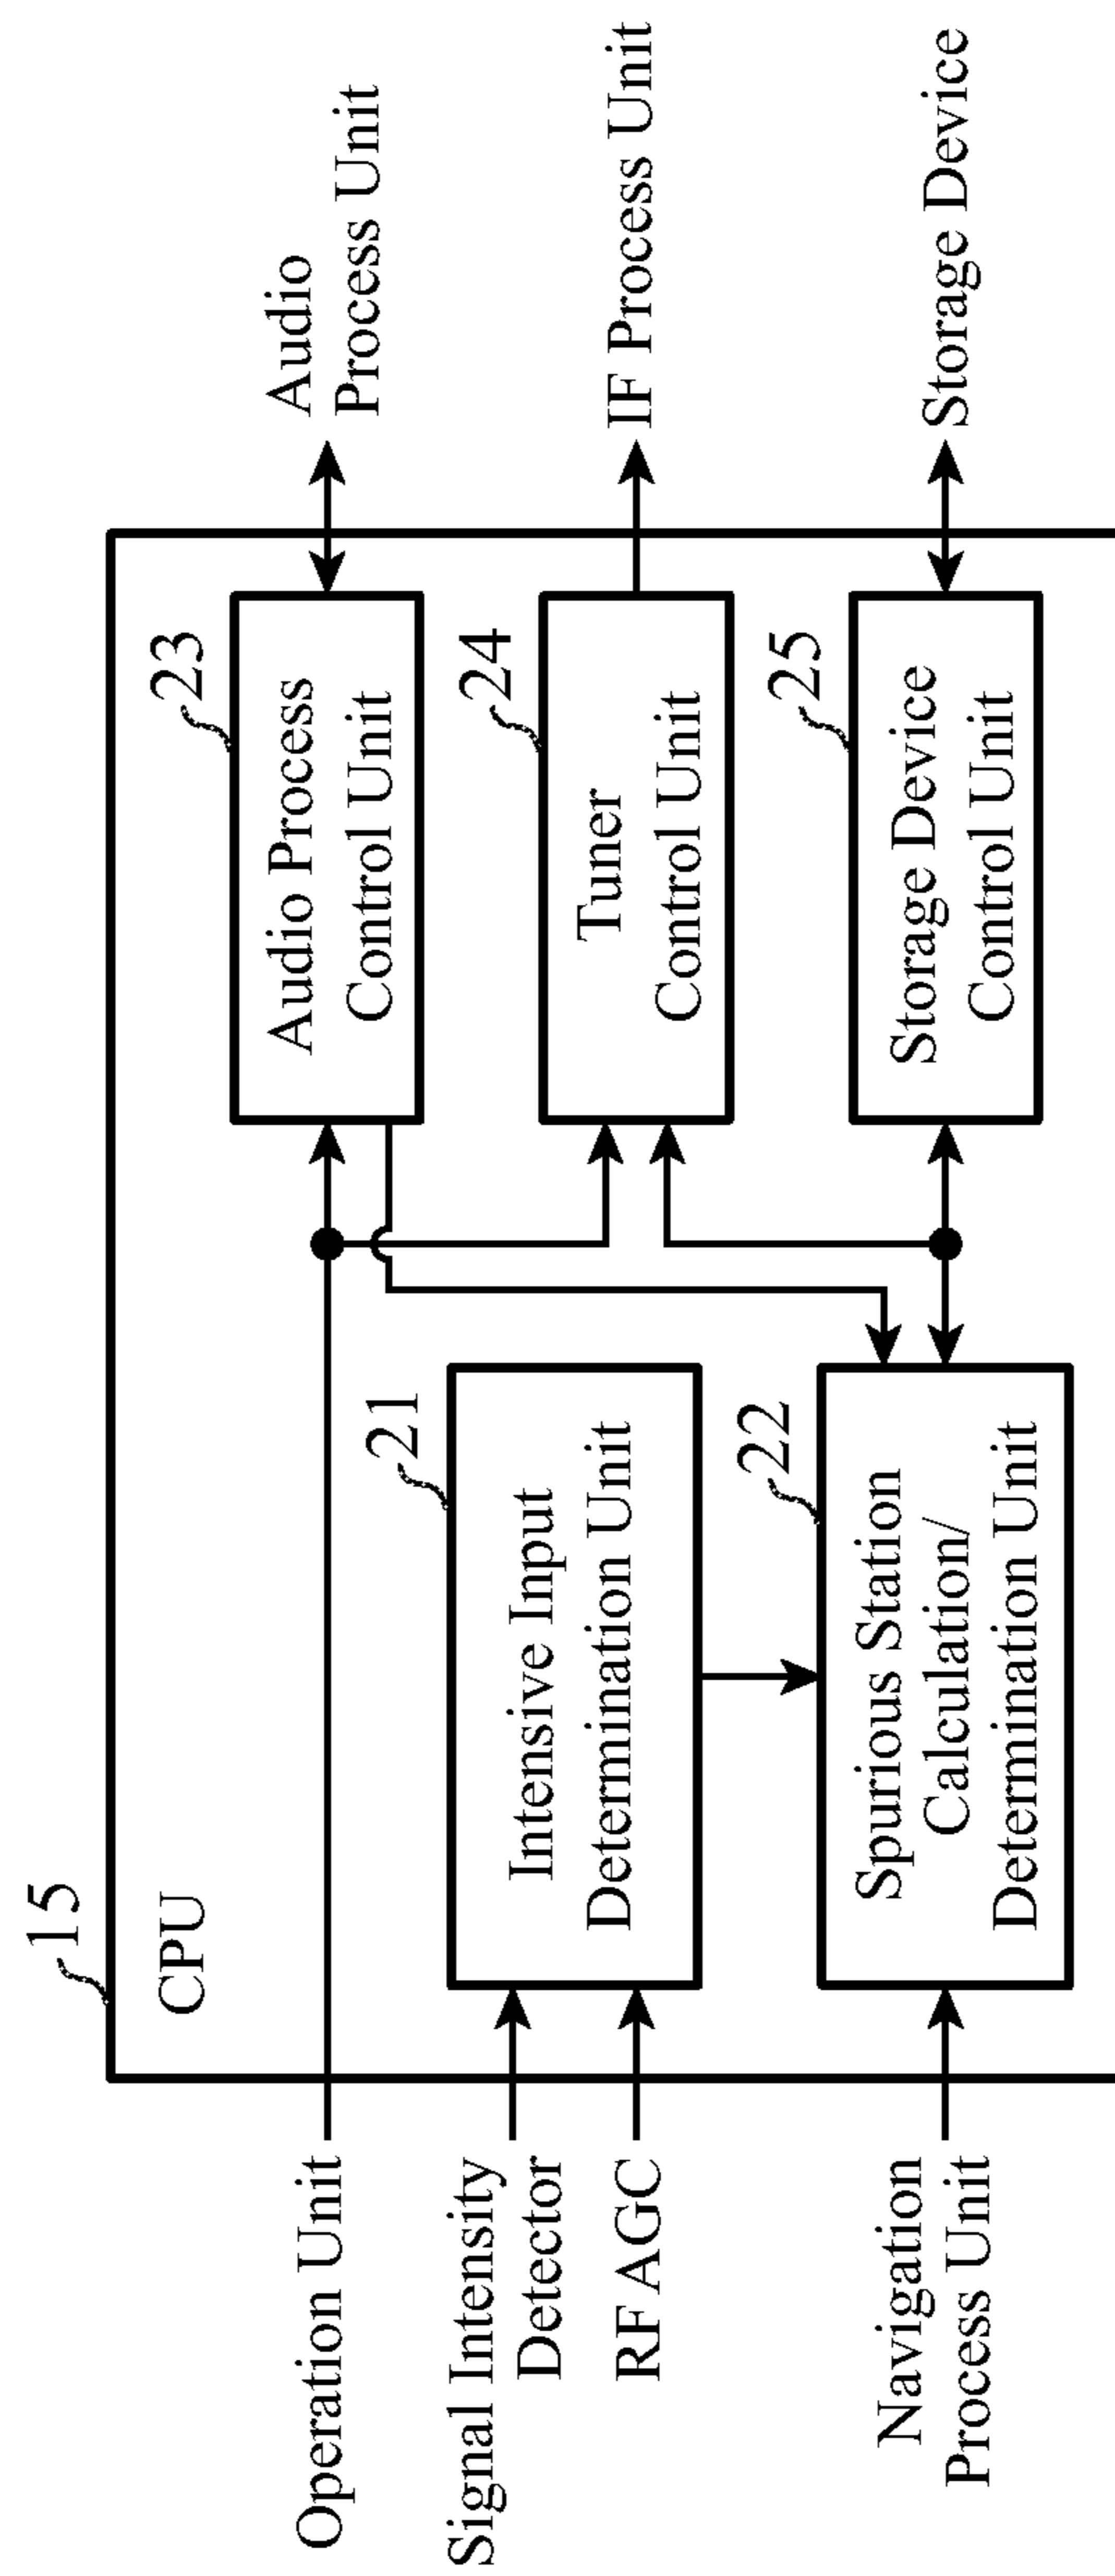 15
CPU
Operation Unit
Signal Intensity
Detector
RF AGC
Navigation
Process Unit
21
Intensive Input
Determination Unit
22
Spurious Station
Calculation/
Determination Unit
23
Audio Process
Control Unit
24
Tuner
Control Unit
25
Storage Device
Control Unit
Audio
Process Unit
IF Process Unit
Storage Device